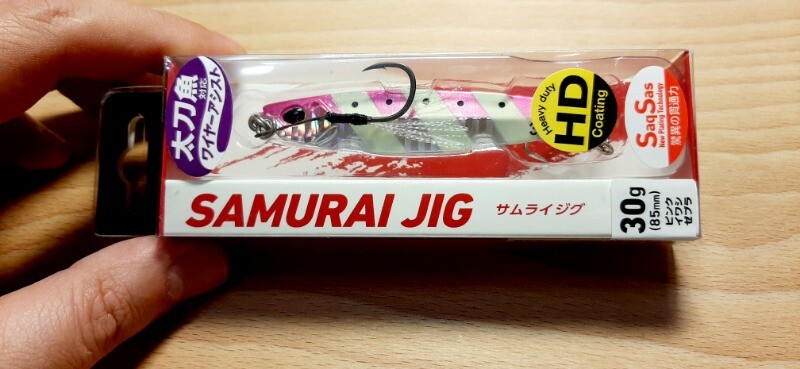 太刀魚
対応
ワイヤーアシスト
Heavy duty
HD
Coating
SaqSas
New Plating Technology
驚異の貫通力
SAMURAI JIG
サムライジグ
30g
(85mm)
ピンク
イワシ
ゼブラ